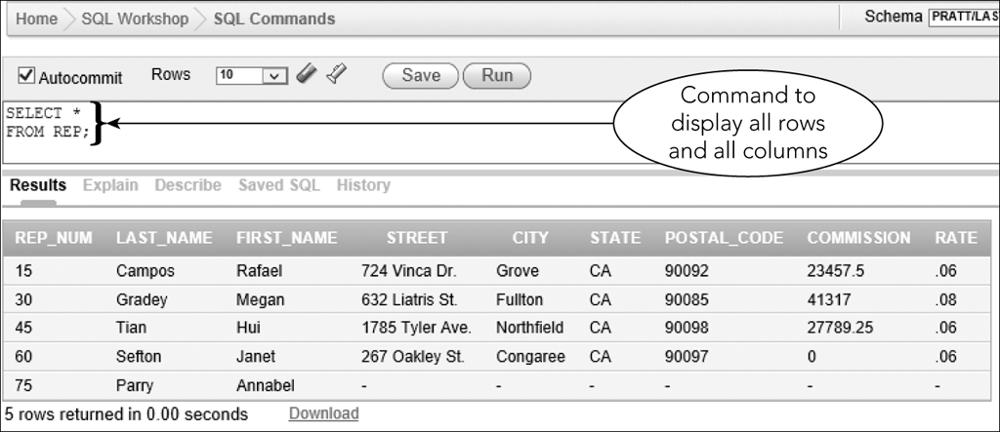 Home SQL Workshop SQL Commands Schema PRATT/LAS
Autocommit Rows 10 Save Run
SELECT *
FROM REP;
Command to
display all rows
and all columns
Results Explain Describe Saved SQL History
REP_NUM LAST_NAME FIRST_NAME STREET CITY STATE POSTAL_CODE COMMISSION RATE
15 Campos Rafael 724 Vinca Dr. Grove CA 90092 23457.5 .06
30 Gradey Megan 632 Liatris St. Fullton CA 90085 41317 .08
45 Tian Hui 1785 Tyler Ave. Northfield CA 90098 27789.25 .06
60 Sefton Janet 267 Oakley St. Congaree CA 90097 0 .06
75 Parry Annabel - - - - - -
5 rows returned in 0.00 seconds Download